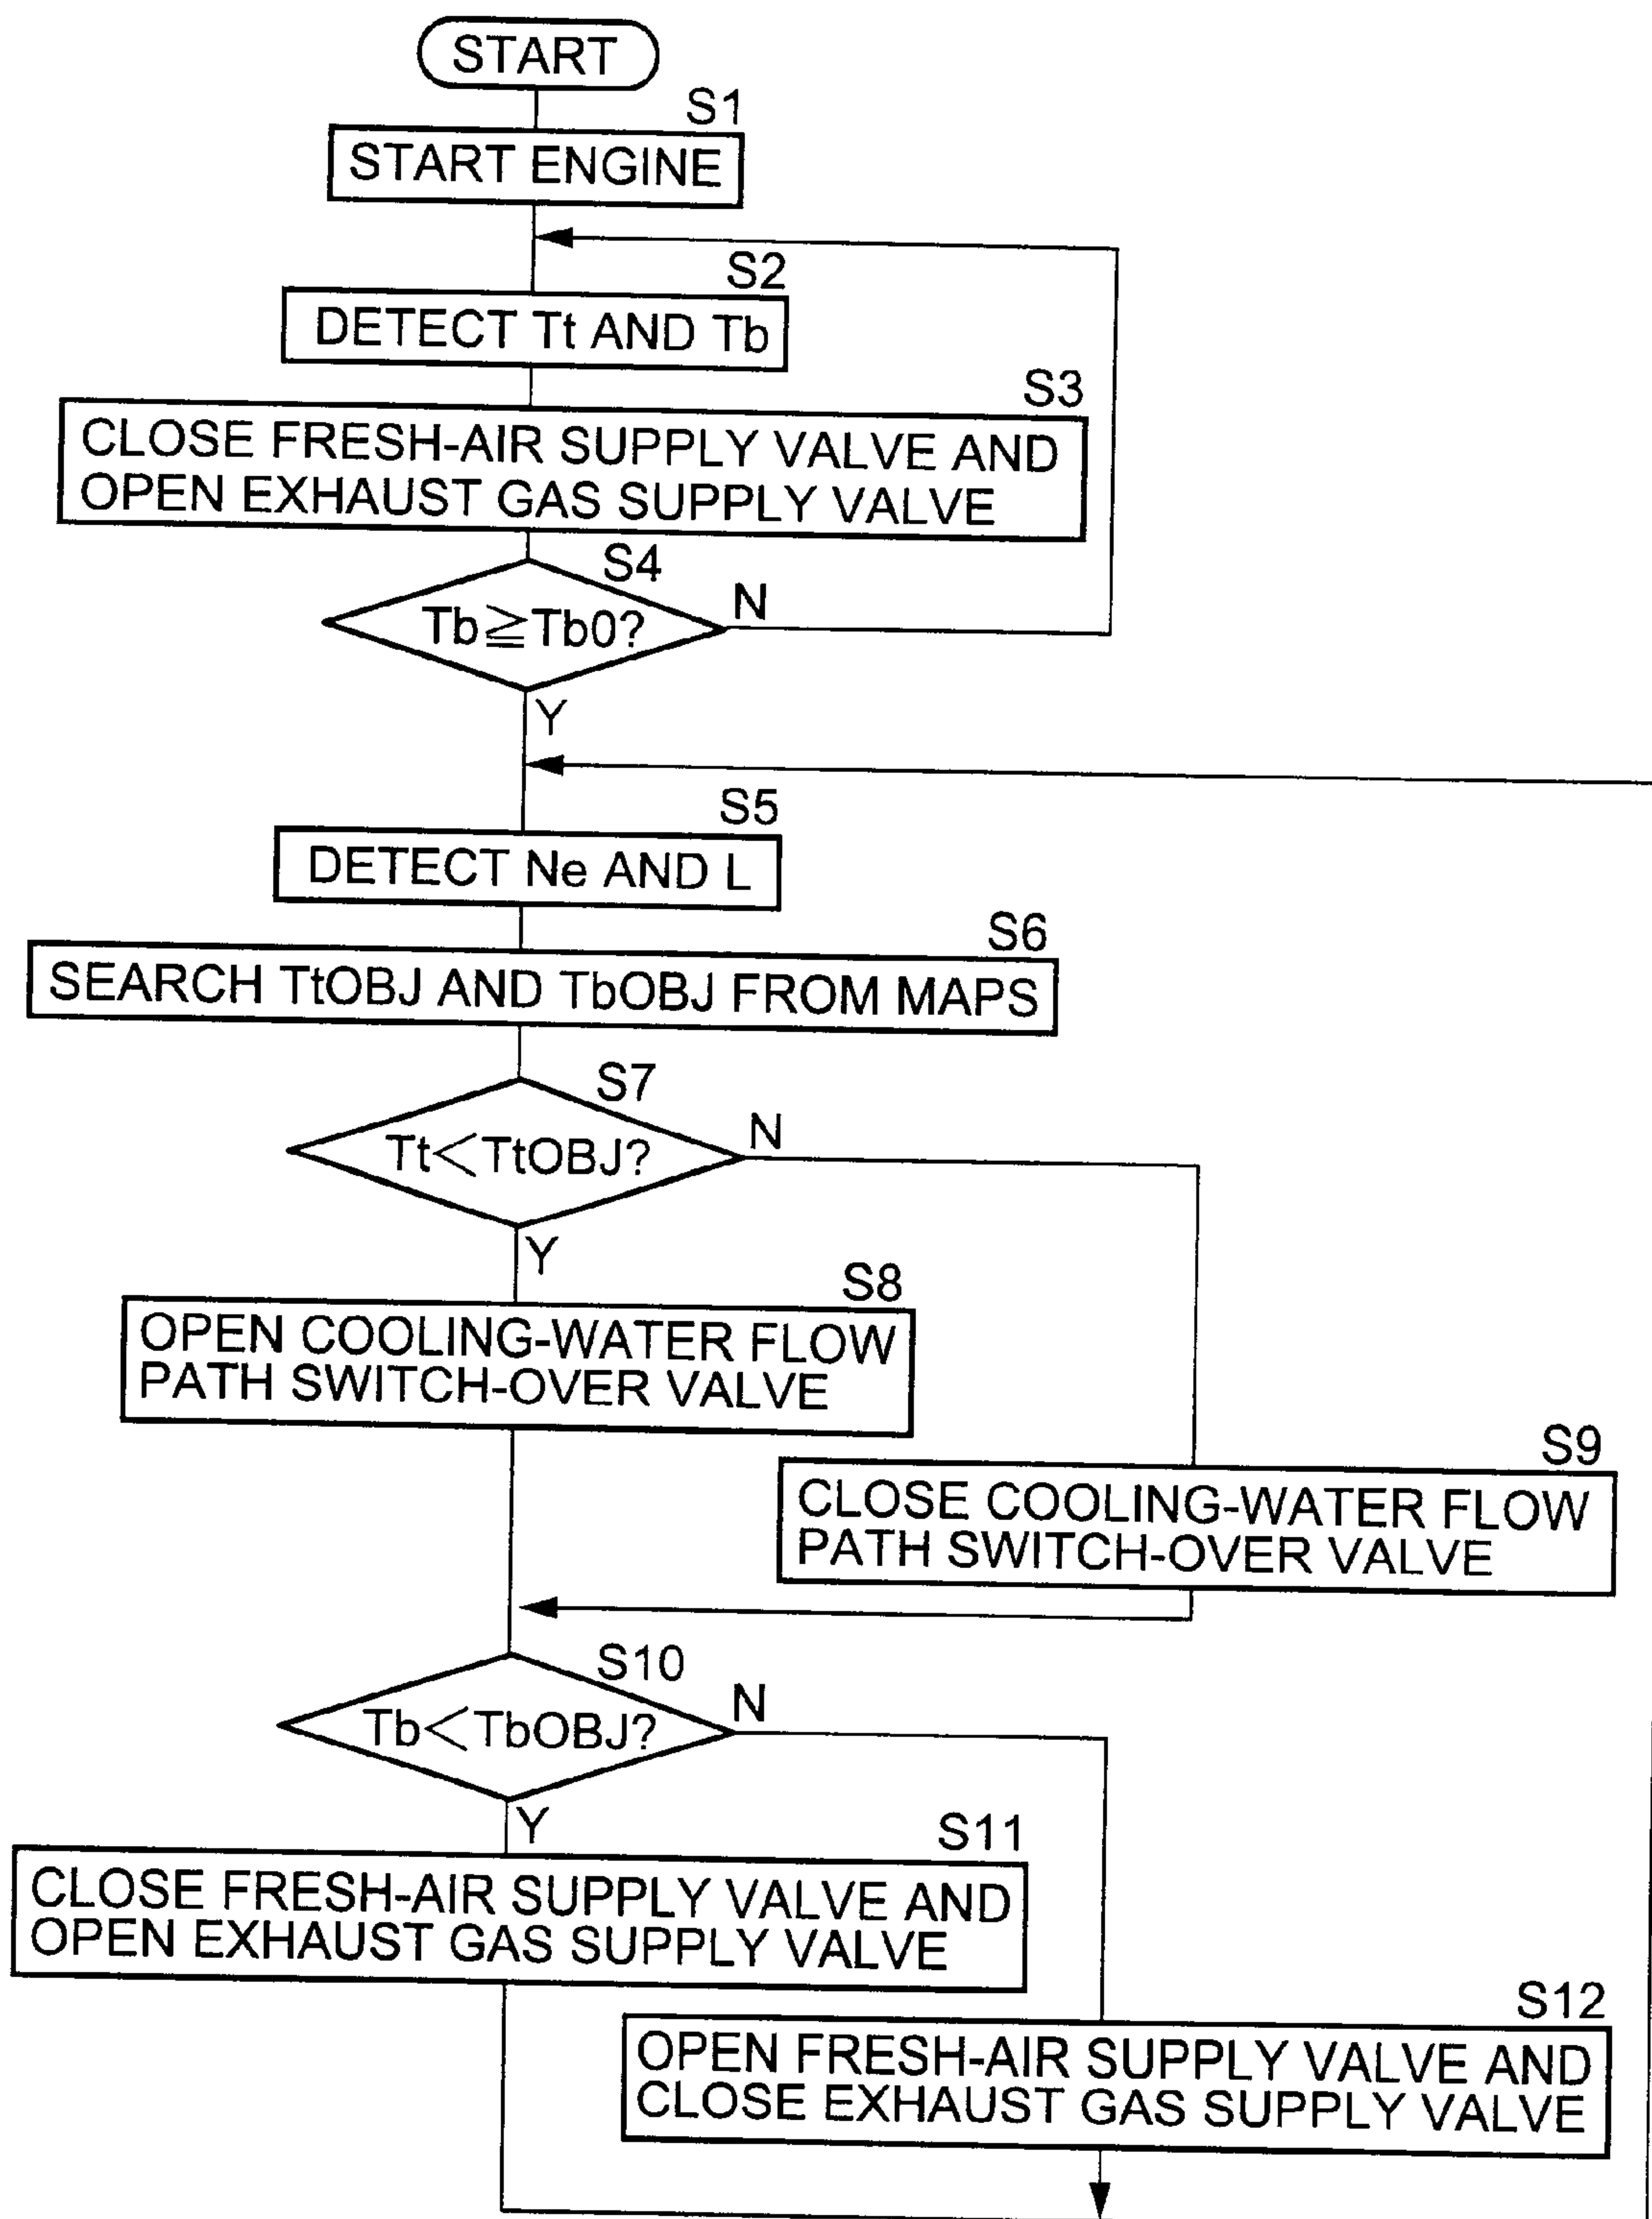 START
S1
START ENGINE
S2
DETECT Tt AND Tb
S3
CLOSE FRESH-AIR SUPPLY VALVE AND
OPEN EXHAUST GAS SUPPLY VALVE
S4
Tb≧Tb0?
N
Y
S5
DETECT Ne AND L
S6
SEARCH TtOBJ AND TbOBJ FROM MAPS
S7
Tt<TtOBJ?
N
Y
S8
OPEN COOLING-WATER FLOW
PATH SWITCH-OVER VALVE
S9
CLOSE COOLING-WATER FLOW
PATH SWITCH-OVER VALVE
S10
Tb<TbOBJ?
N
Y
S11
CLOSE FRESH-AIR SUPPLY VALVE AND
OPEN EXHAUST GAS SUPPLY VALVE
S12
OPEN FRESH-AIR SUPPLY VALVE AND
CLOSE EXHAUST GAS SUPPLY VALVE